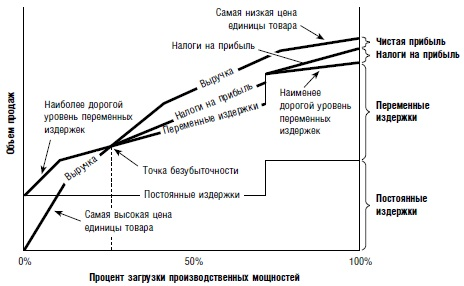 Самая низкая цена
единицы товара
Налоги на прибыль
Чистая прибыль
Налоги на прибыль
Выручка
Наиболее дорогой
уровень переменных
издержек
Налоги на прибыль
Переменные издержки
Наименее
дорогой уровень
переменных
издержек
Переменные
издержки
Объем продаж
Выручка
Точка безубыточности
Постоянные издержки
Постоянные
издержки
Самая высокая цена
единицы товара
0%
50%
100%
Процент загрузки производственных мощностей